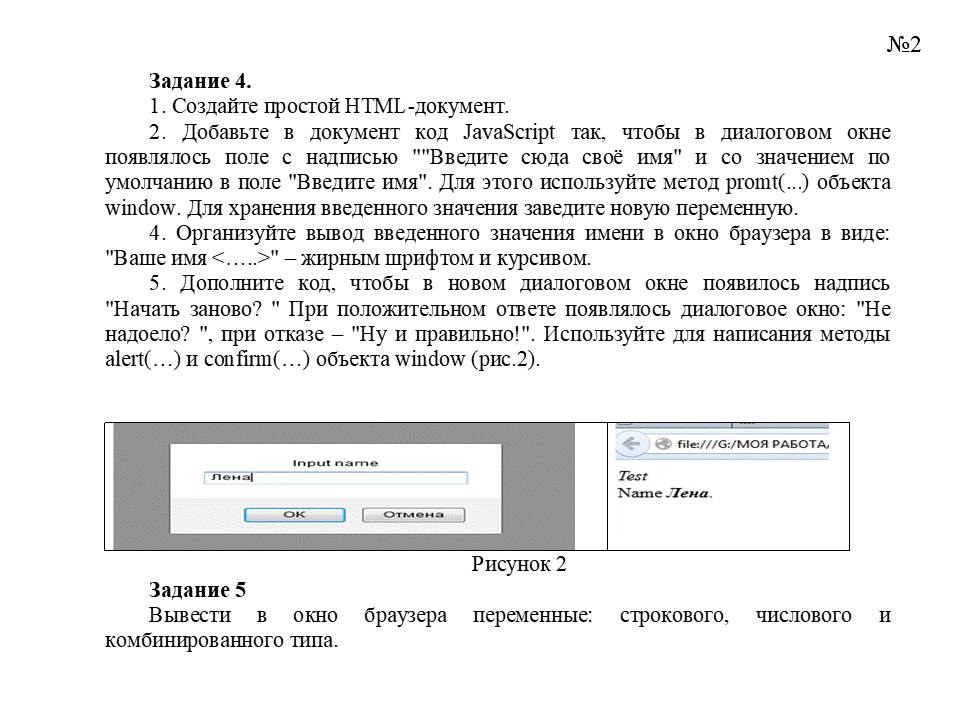 №2
Задание 4.
1. Создайте простой HTML-документ.
2. Добавьте в документ код JavaScript так, чтобы в диалоговом окне
появлялось поле с надписью ""Введите сюда своё имя" и со значением по
умолчанию в поле "Введите имя". Для этого используйте метод promt(...) объекта
window. Для хранения введенного значения заведите новую переменную.
4. Организуйте вывод введенного значения имени в окно браузера в виде:
"Ваше имя <…..>" – жирным шрифтом и курсивом.
5. Дополните код, чтобы в новом диалоговом окне появилось надпись
"Начать заново? " При положительном ответе появлялось диалоговое окно: "Не
надоело? ", при отказе – "Ну и правильно!". Используйте для написания методы
alert(…) и confirm(…) объекта window (рис.2).
Input name
Лена
ОК Отмена
file:///G:/МОЯ РАБОТА/
Test
Name Лена.
Рисунок 2
Задание 5
Вывести в окно браузера переменные: строкового, числового и
комбинированного типа.